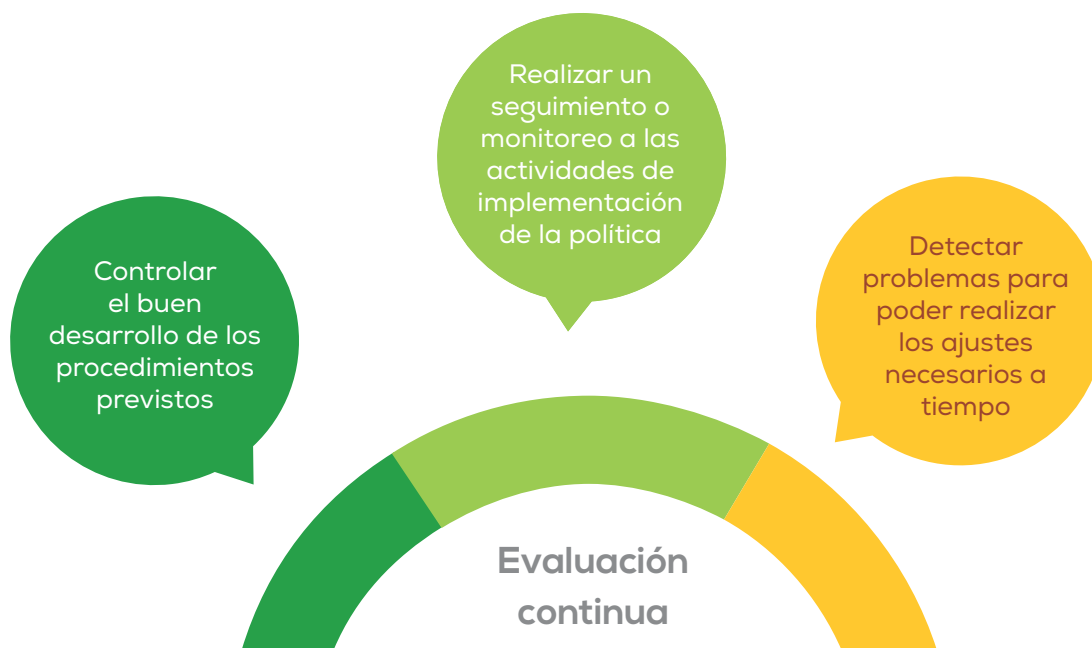 Realizar un
seguimiento o
monitoreo a las
actividades de
implementación
de la política
Controlar
el buen
desarrollo de los
procedimientos
previstos
Detectar
problemas para
poder realizar
los ajustes
necesarios a
tiempo
Evaluación
continua